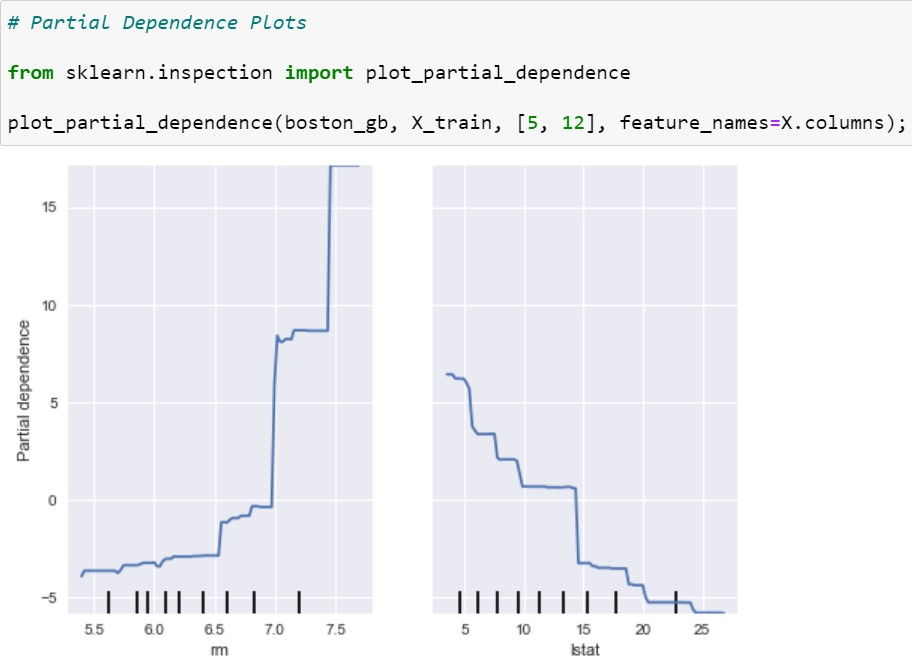 # Partial Dependence Plots
from sklearn.inspection import plot_partial_dependence
plot_partial_dependence(boston_gb, X_train, [5, 12], feature_names=X.columns);
15
10
5
0
−5
Partial dependence
5.5 6.0 6.5 7.0 7.5
rm
5 10 15 20 25
lstat